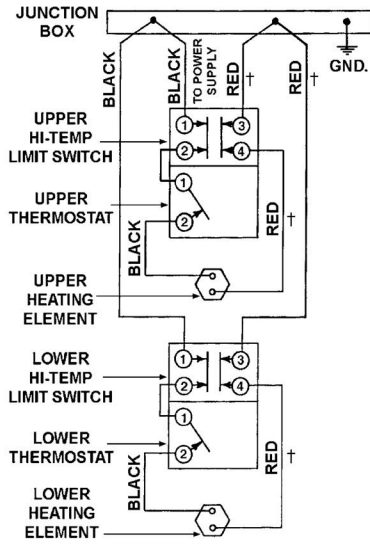 JUNCTION
BOX
GND.
BLACK
BLACK
TO POWER
SUPPLY
RED †
RED †
UPPER
HI-TEMP
LIMIT SWITCH
1
3
2
4
UPPER
THERMOSTAT
1
2
BLACK
RED †
UPPER
HEATING
ELEMENT
LOWER
HI-TEMP
LIMIT SWITCH
1
3
2
4
LOWER
THERMOSTAT
1
2
BLACK
RED †
LOWER
HEATING
ELEMENT